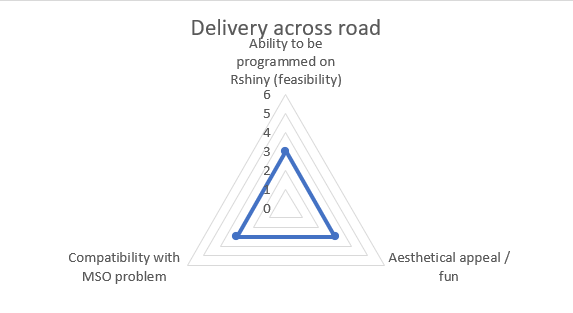 Delivery across road
Ability to be
programmed on
Rshiny (feasibility)
6
5
4
3
2
1
0
Compatibility with
MSO problem
Aesthetical appeal /
fun